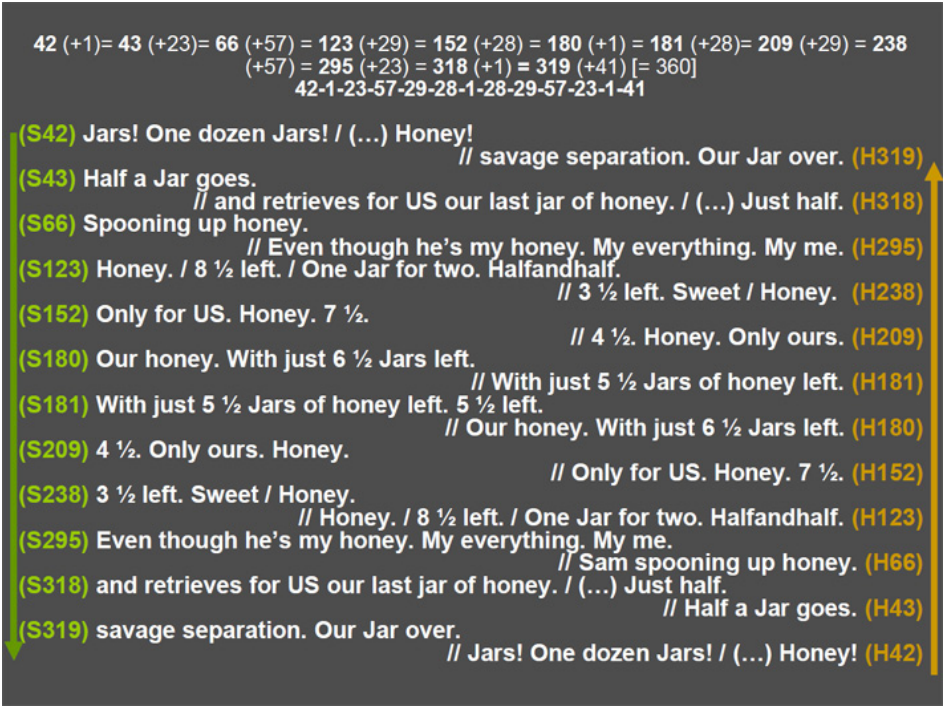 42 (+1)= 43 (+23)= 66 (+57) = 123 (+29) = 152 (+28) = 180 (+1) = 181 (+28)= 209 (+29) = 238
(+57) = 295 (+23) = 318 (+1) = 319 (+41) [= 360]
42-1-23-57-29-28-1-28-29-57-23-1-41
(S42) Jars! One dozen Jars! / (…) Honey!
// savage separation. Our Jar over. (H319)
(S43) Half a Jar goes.
// and retrieves for US our last jar of honey. / (…) Just half. (H318)
(S66) Spooning up honey.
// Even though he's my honey. My everything. My me. (H295)
(S123) Honey. / 8 ½ left. / One Jar for two. Halfandhalf.
// 3 ½ left. Sweet / Honey. (H238)
(S152) Only for US. Honey. 7 ½.
// 4 ½. Honey. Only ours. (H209)
(S180) Our honey. With just 6 ½ Jars left.
// With just 5 ½ Jars of honey left. (H181)
(S181) With just 5 ½ Jars of honey left. 5 ½ left.
// Our honey. With just 6 ½ Jars left. (H180)
(S209) 4 ½. Only ours. Honey.
// Only for US. Honey. 7 ½. (H152)
(S238) 3 ½ left. Sweet / Honey.
// Honey. / 8 ½ left. / One Jar for two. Halfandhalf. (H123)
(S295) Even though he's my honey. My everything. My me.
// Sam spooning up honey. (H66)
(S318) and retrieves for US our last jar of honey. / (…) Just half.
// Half a Jar goes. (H43)
(S319) savage separation. Our Jar over.
// Jars! One dozen Jars! / (…) Honey! (H42)